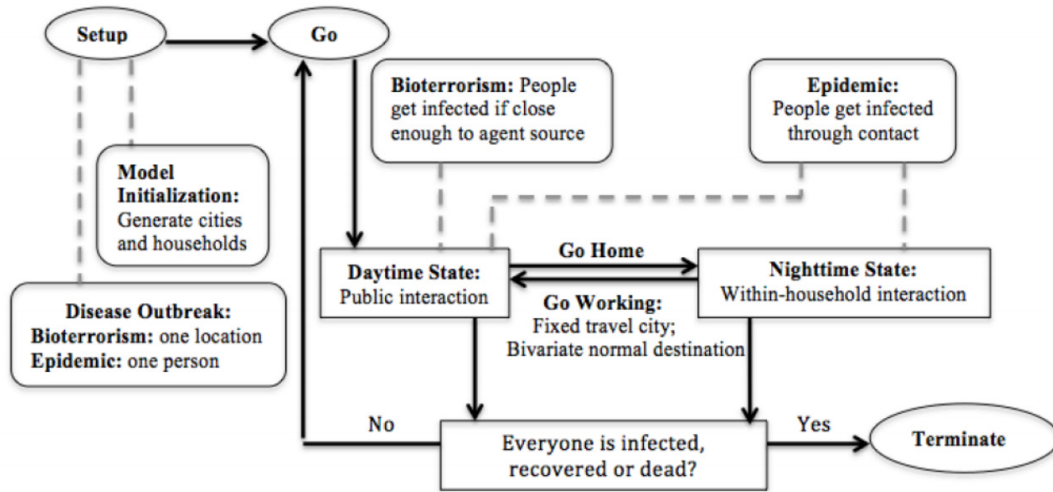 Setup
Go
Bioterrorism: People
get infected if close
enough to agent source
Epidemic:
People get infected
through contact
Model
Initialization:
Generate cities
and households
Disease Outbreak:
Bioterrorism: one location
Epidemic: one person
Daytime State:
Public interaction
Go Home
Go Working:
Fixed travel city;
Bivariate normal destination
Nighttime State:
Within-household interaction
No
Everyone is infected,
recovered or dead?
Yes
Terminate